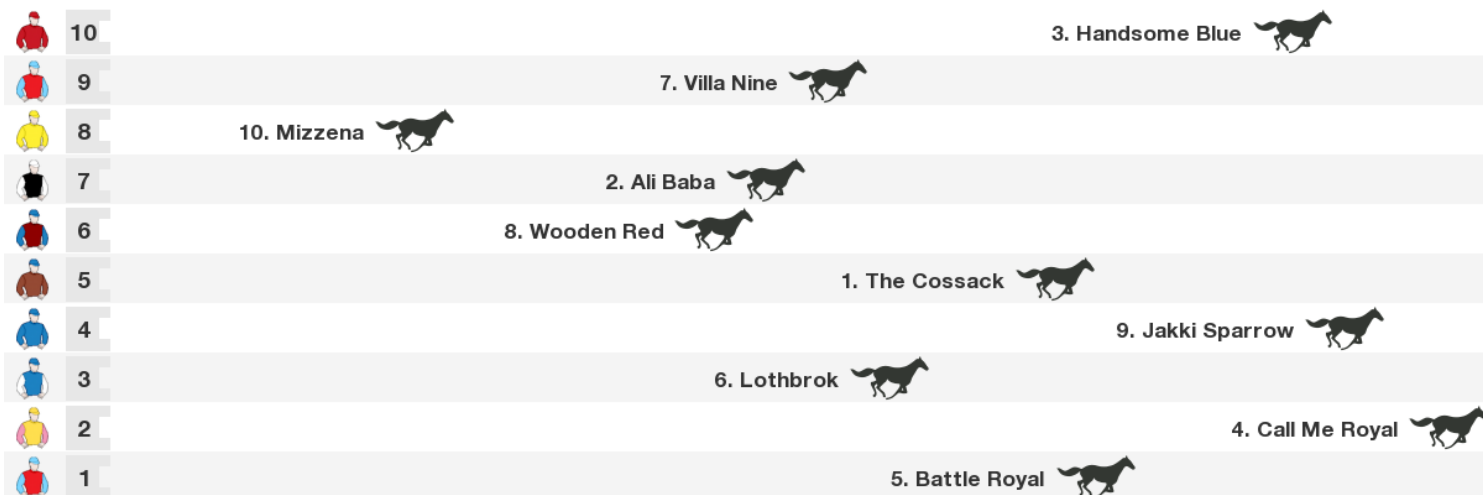 10 3. Handsome Blue
9 7. Villa Nine
8 10. Mizzena
7 2. Ali Baba
6 8. Wooden Red
5 1. The Cossack
4 9. Jakki Sparrow
3 6. Lothbrok
2 4. Call Me Royal
1 5. Battle Royal